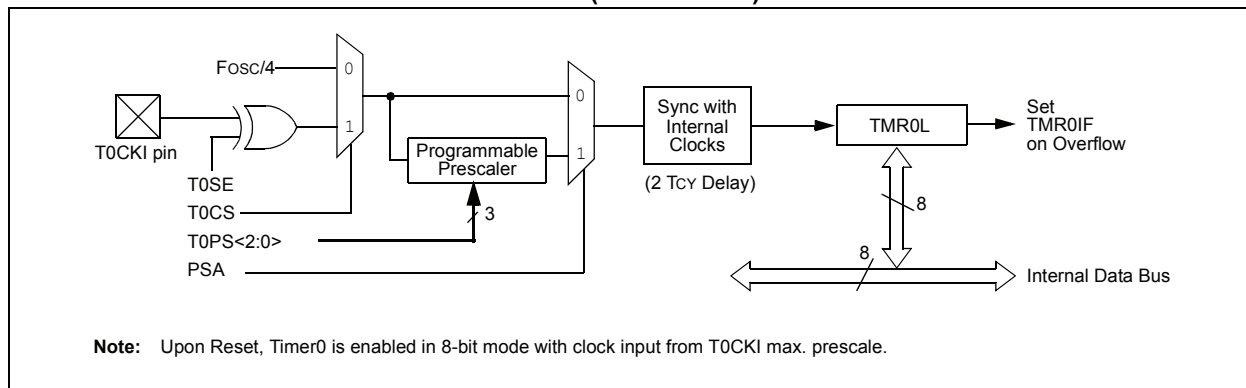 FOSC/4
0
1
T0CKI pin
T0SE
T0CS
T0PS<2:0>
PSA
Programmable
Prescaler
3
0
1
Sync with
Internal
Clocks
(2 TCY Delay)
TMR0L
Set
TMR0IF
on Overflow
8
8
Internal Data Bus
Note: Upon Reset, Timer0 is enabled in 8-bit mode with clock input from T0CKI max. prescale.